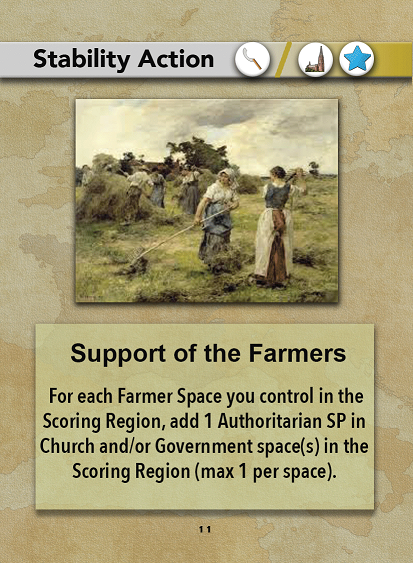 Stability Action
Support of the Farmers
For each Farmer Space you control in the
Scoring Region, add 1 Authoritarian SP in
Church and/or Government space(s) in the
Scoring Region (max 1 per space).
11